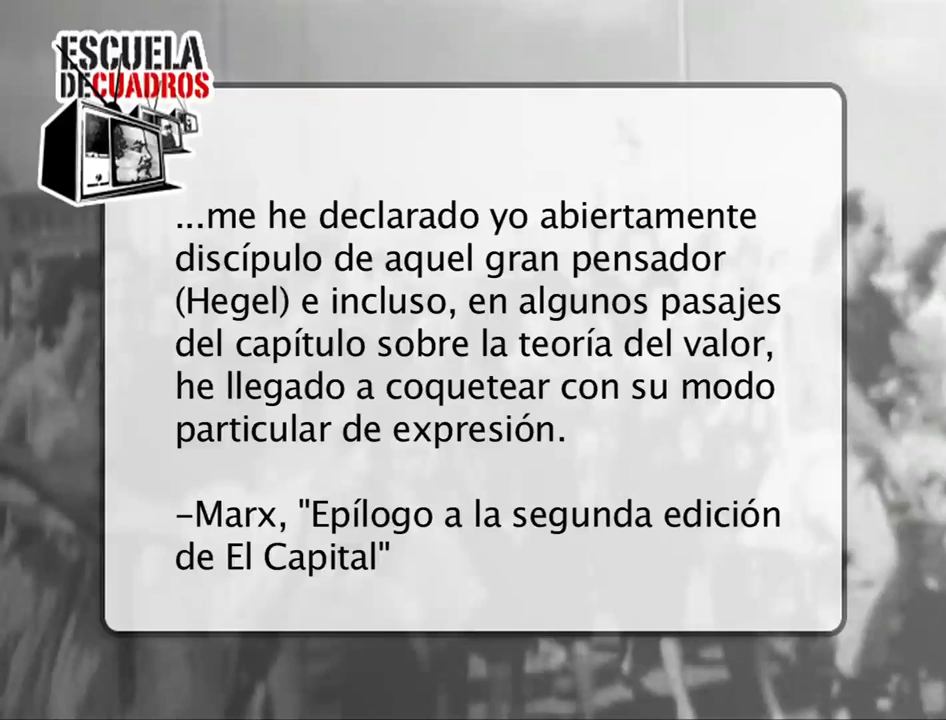 ESCUELA
DECUADROS
...me he declarado yo abiertamente
discípulo de aquel gran pensador
(Hegel) e incluso, en algunos pasajes
del capítulo sobre la teoría del valor,
he llegado a coquetear con su modo
particular de expresión.
-Marx, "Epílogo a la segunda edición
de El Capital"